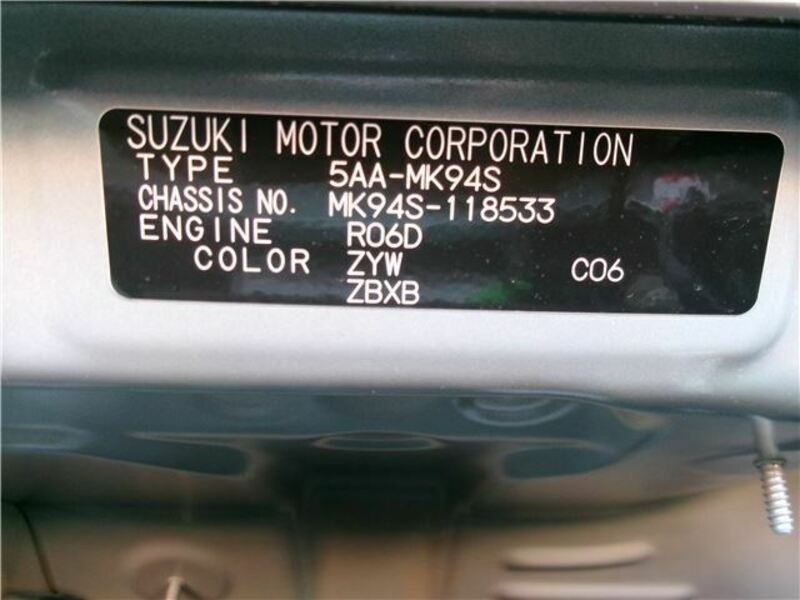 SUZUKI MOTOR CORPORATION
TYPE 5AA-MK94S
CHASSIS NO. MK94S-118533
ENGINE R06D
COLOR ZYW C06
ZBXB